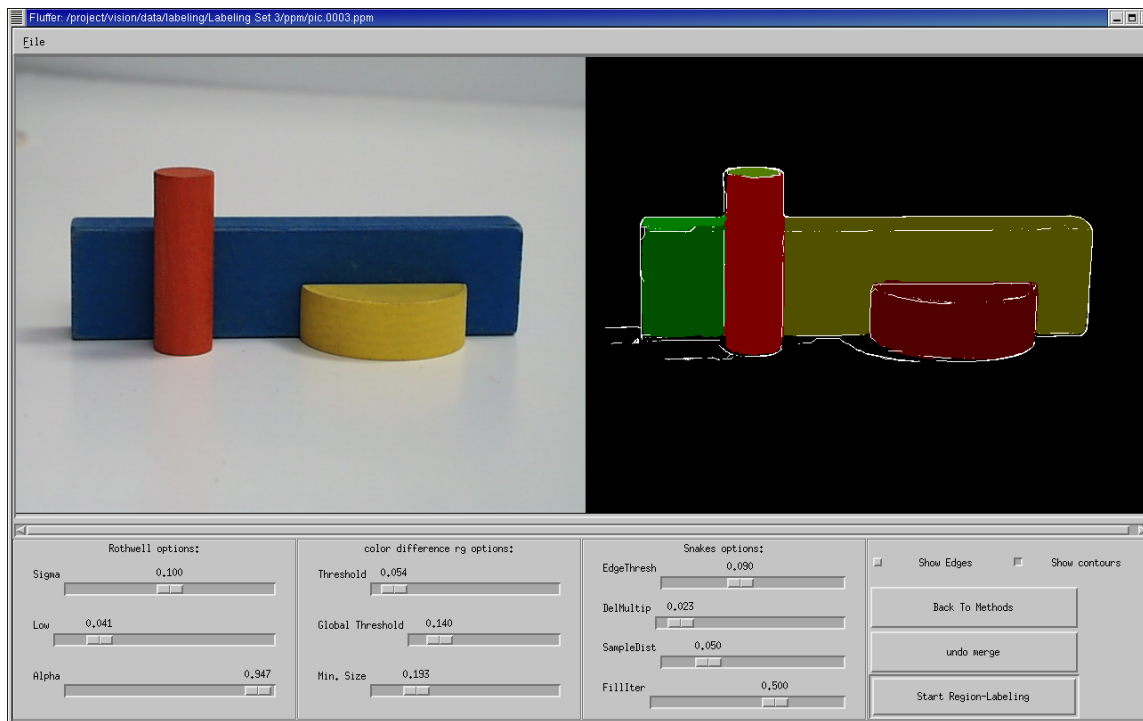 Fluffer: /project/vision/data/labeling/Labeling Set 3/ppm/pic.0003.ppm
File
Rothwell options:
Sigma 0.100
Low 0.041
Alpha 0.947
color difference rg options:
Threshold 0.054
Global Threshold 0.140
Min. Size 0.193
Snakes options:
EdgeThresh 0.090
DelMultip 0.023
SampleDist 0.050
FillIter 0.500
Show Edges Show contours
Back To Methods
undo merge
Start Region-Labeling